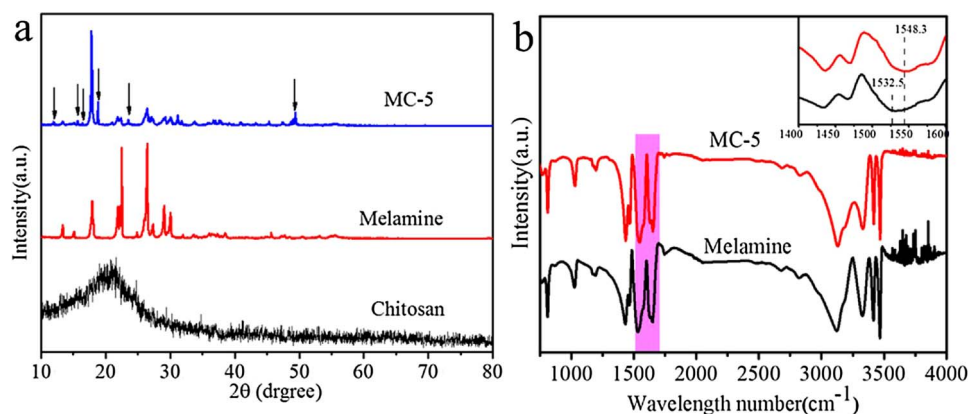 a
MC-5
Melamine
Chitosan
Intensity(a.u.)
10 20 30 40 50 60 70 80
2θ (drgree)
b
1548.3
1532.5
1400 1450 1500 1550 1600
MC-5
Melamine
Intensity(a.u.)
1000 1500 2000 2500 3000 3500 4000
Wavelength number(cm⁻¹)